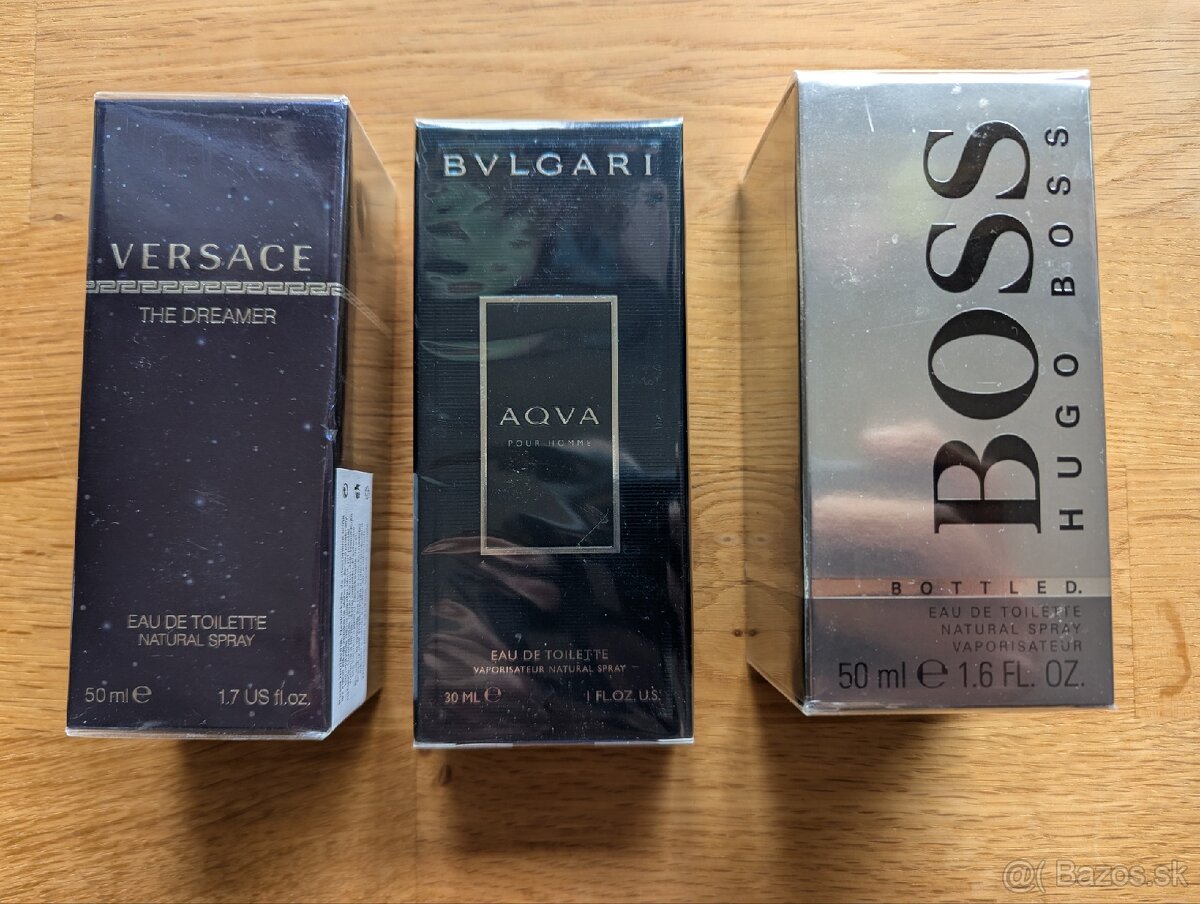 VERSACE
THE DREAMER
EAU DE TOILETTE
NATURAL SPRAY
50 ml e 1.7 US fl.oz.
BVLGARI
AQVA
POUR HOMME
EAU DE TOILETTE
VAPORISATEUR NATURAL SPRAY
30 ML e 1 FL.OZ. U.S.
BOSS
HUGO BOSS
BOTTLED.
EAU DE TOILETTE
NATURAL SPRAY
VAPORISATEUR
50 ml e 1.6 FL. OZ.
@( Bazos.sk